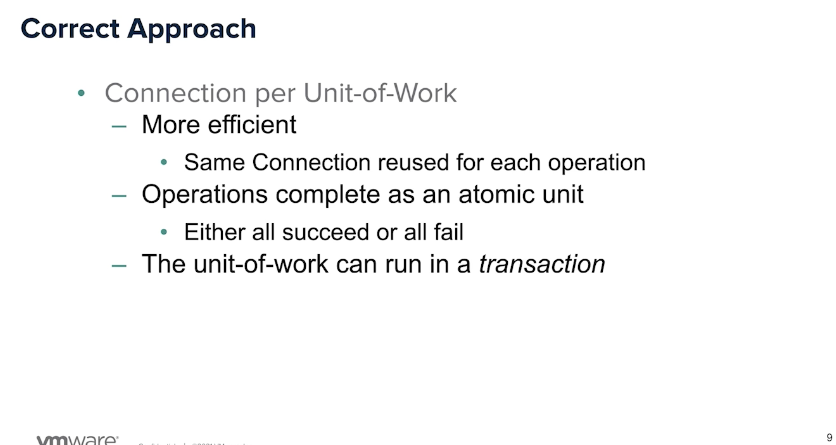 Correct Approach
• Connection per Unit-of-Work
– More efficient
• Same Connection reused for each operation
– Operations complete as an atomic unit
• Either all succeed or all fail
– The unit-of-work can run in a transaction
vmware
9